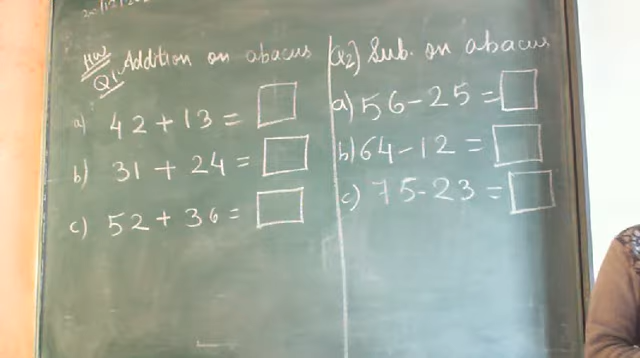 HW
Q1. Addition on abacus
a) 42 + 13 =
b) 31 + 24 =
c) 52 + 36 =
Q2) Sub. on abacus
a) 56 - 25 =
b) 64 - 12 =
c) 75 - 23 =